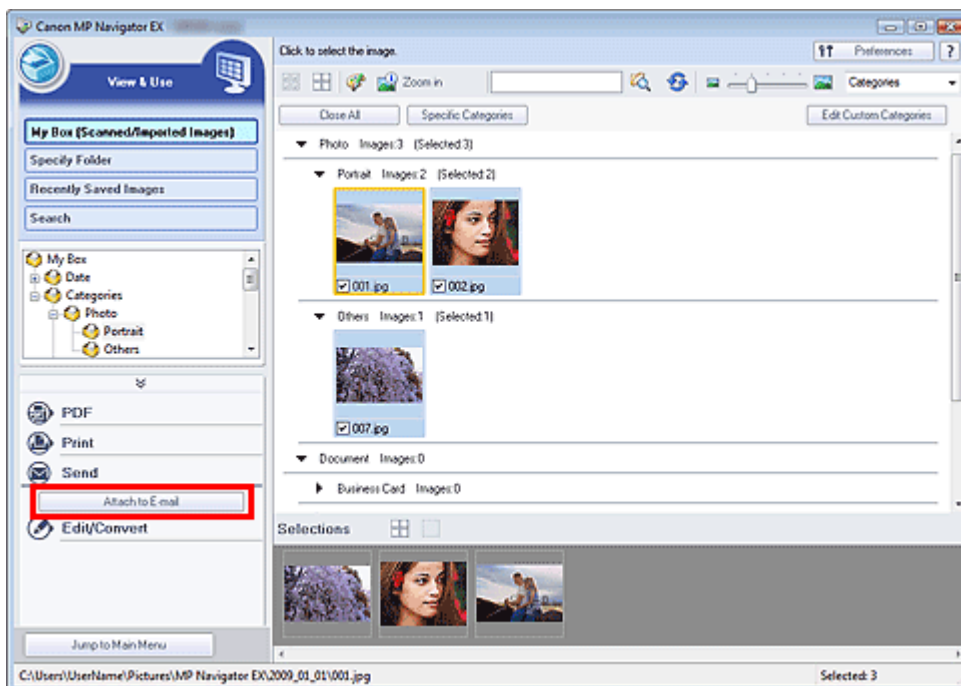 Canon MP Navigator EX
View & Use
My Box (Scanned/Imported Images)
Specify Folder
Recently Saved Images
Search
My Box
Date
Categories
Photo
Portrait
Others
PDF
Print
Send
Attach to E-mail
Edit/Convert
Jump to Main Menu
Click to select the image.
Preferences
?
Zoom in
Categories
Close All
Specific Categories
Edit Custom Categories
Photo Images:3 (Selected:3)
Portrait Images:2 (Selected:2)
001.jpg
002.jpg
Others Images:1 (Selected:1)
007.jpg
Document Images:0
Business Card Images:0
Selections
C:\Users\UserName\Pictures\MP Navigator EX\2009_01_01\001.jpg
Selected: 3